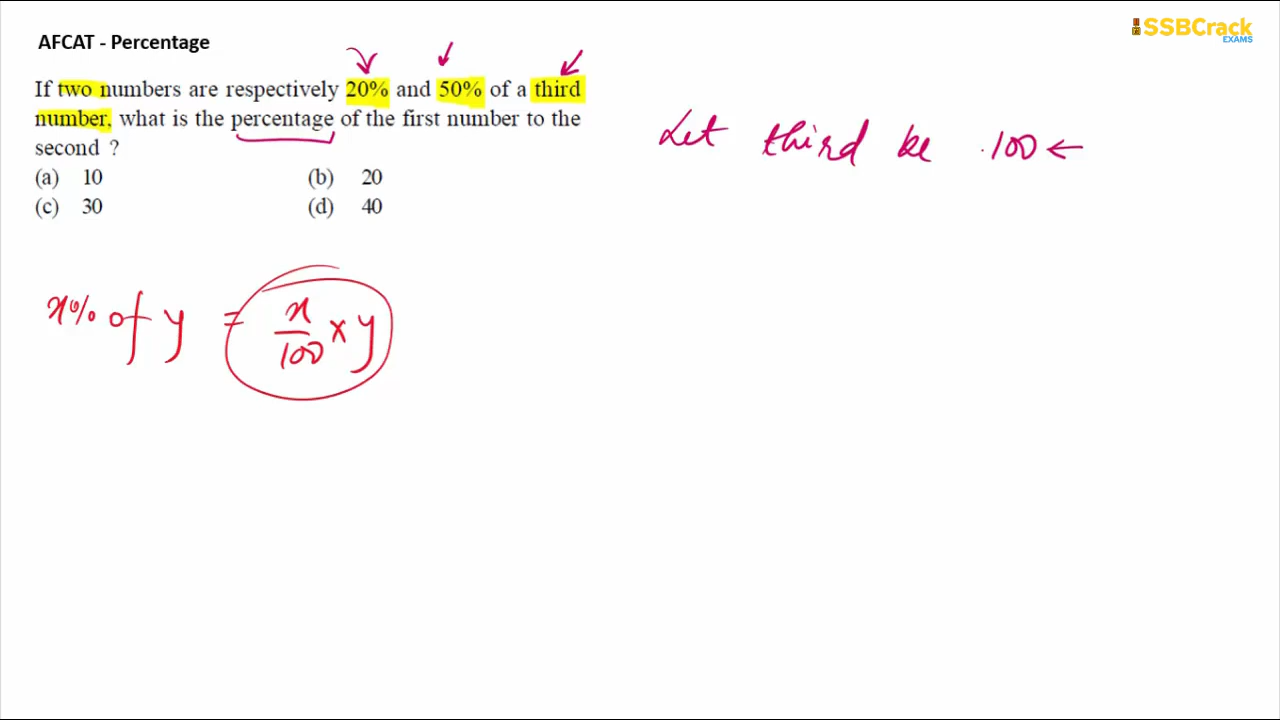 AFCAT - Percentage
SSBCrack
EXAMS
If two numbers are respectively 20% and 50% of a third
number, what is the percentage of the first number to the
second ?
(a) 10 (b) 20
(c) 30 (d) 40
Let third be 100 ←
x% of y = x/100 × y